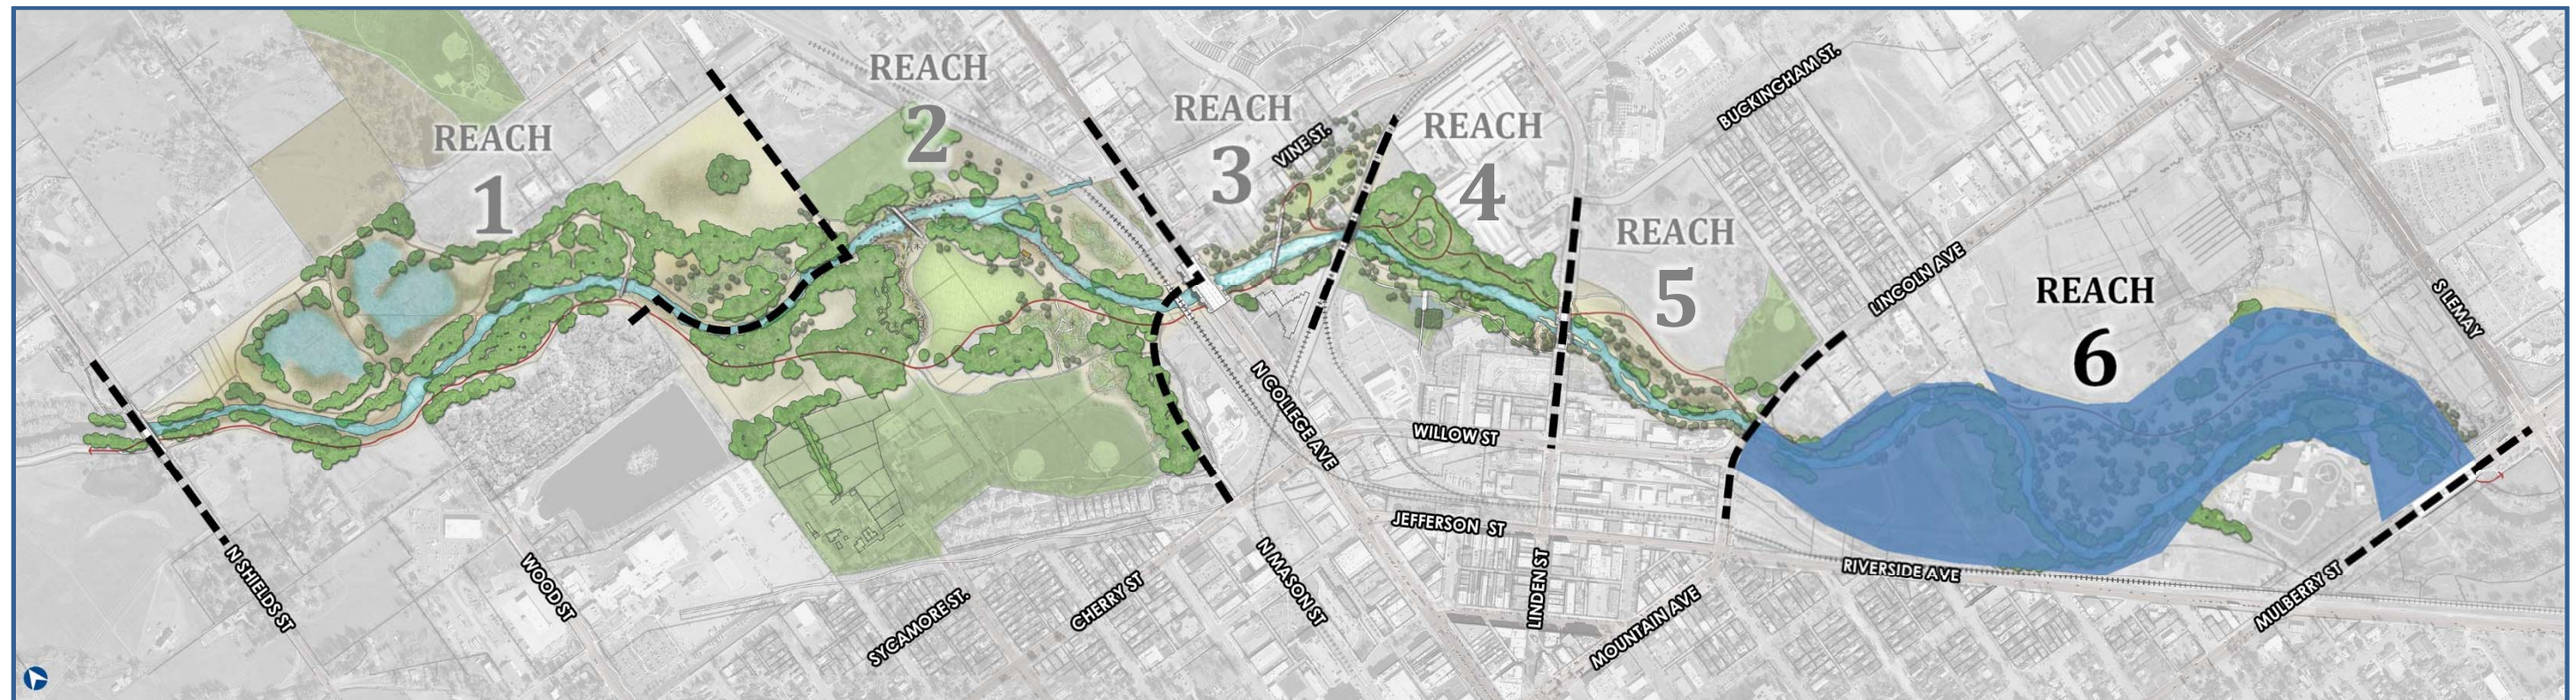 REACH
1
REACH
2
REACH
3
REACH
4
REACH
5
REACH
6
VINE ST.
BUCKINGHAM ST.
LINCOLN AVE
S LEMAY
N COLLEGE AVE
WILLOW ST
JEFFERSON ST
RIVERSIDE AVE
MULBERRY ST
N SHIELDS ST
WOOD ST
SYCAMORE ST.
CHERRY ST
N MASON ST
LINDEN ST
MOUNTAIN AVE